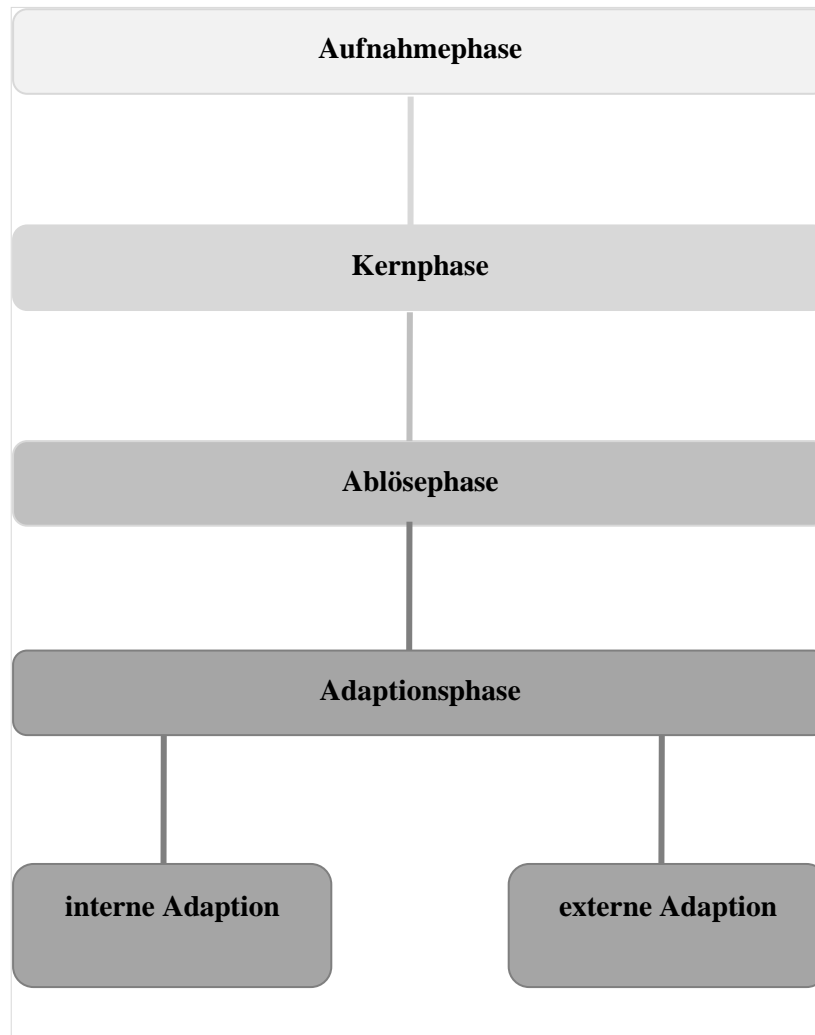 Aufnahmephase
Kernphase
Ablösephase
Adaptionsphase
interne Adaption
externe Adaption